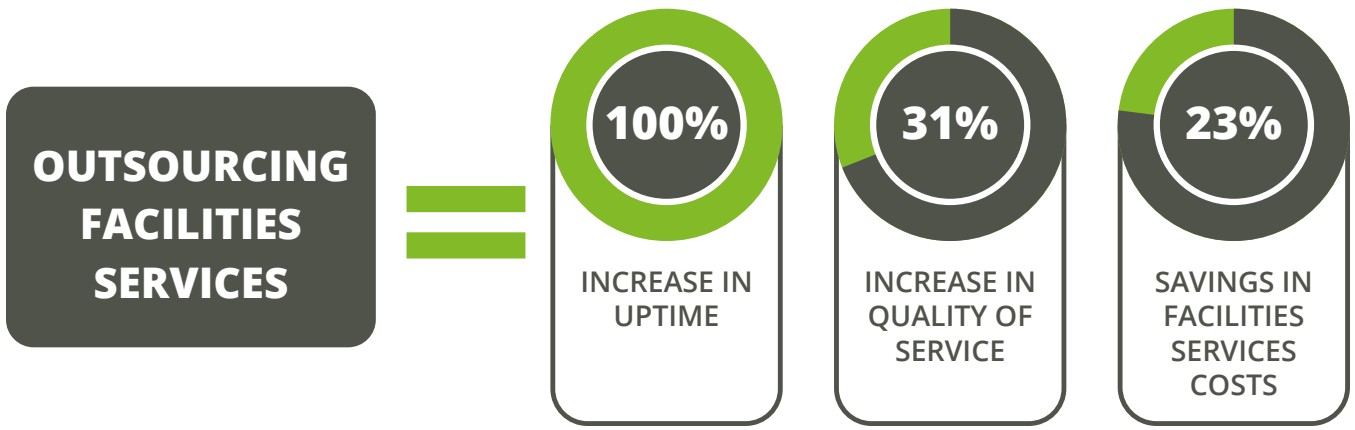 OUTSOURCING
FACILITIES
SERVICES
100%
INCREASE IN
UPTIME
31%
INCREASE IN
QUALITY OF
SERVICE
23%
SAVINGS IN
FACILITIES
SERVICES
COSTS